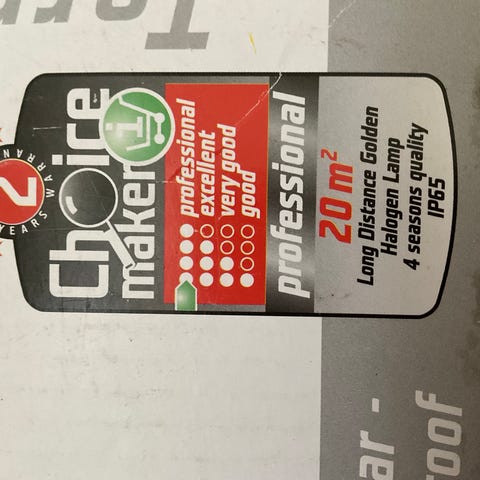 2
YEARS WARRAN
Choice
maker
professional
excellent
very good
good
professional
20 m²
Long Distance Golden
Halogen Lamp
4 seasons quality
IP65
ar -
oof